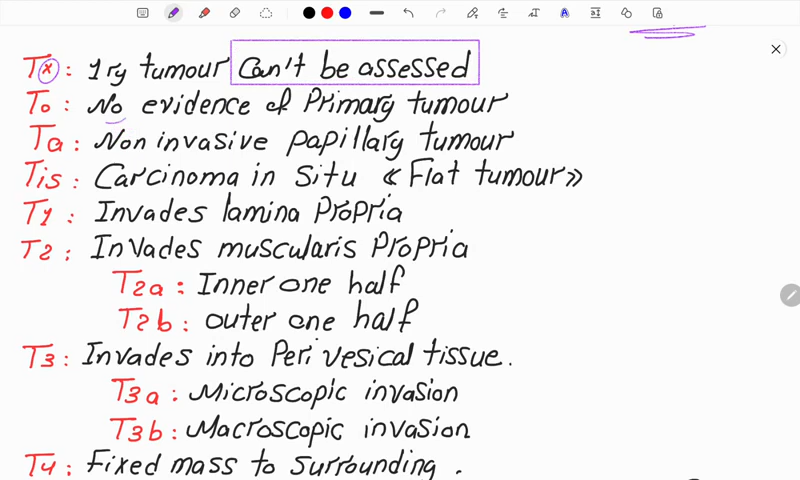 Tx : 1ry tumour Can't be assessed
To : No evidence of Primary tumour
Ta : Non invasive papillary tumour
Tis : Carcinoma in Situ « Flat tumour »
T1 : Invades lamina Propria
T2 : Invades muscularis Propria
T2a : Inner one half
T2b : outer one half
T3 : Invades into Perivesical tissue.
T3a : Microscopic invasion
T3b : Macroscopic invasion
T4 : Fixed mass to surrounding .